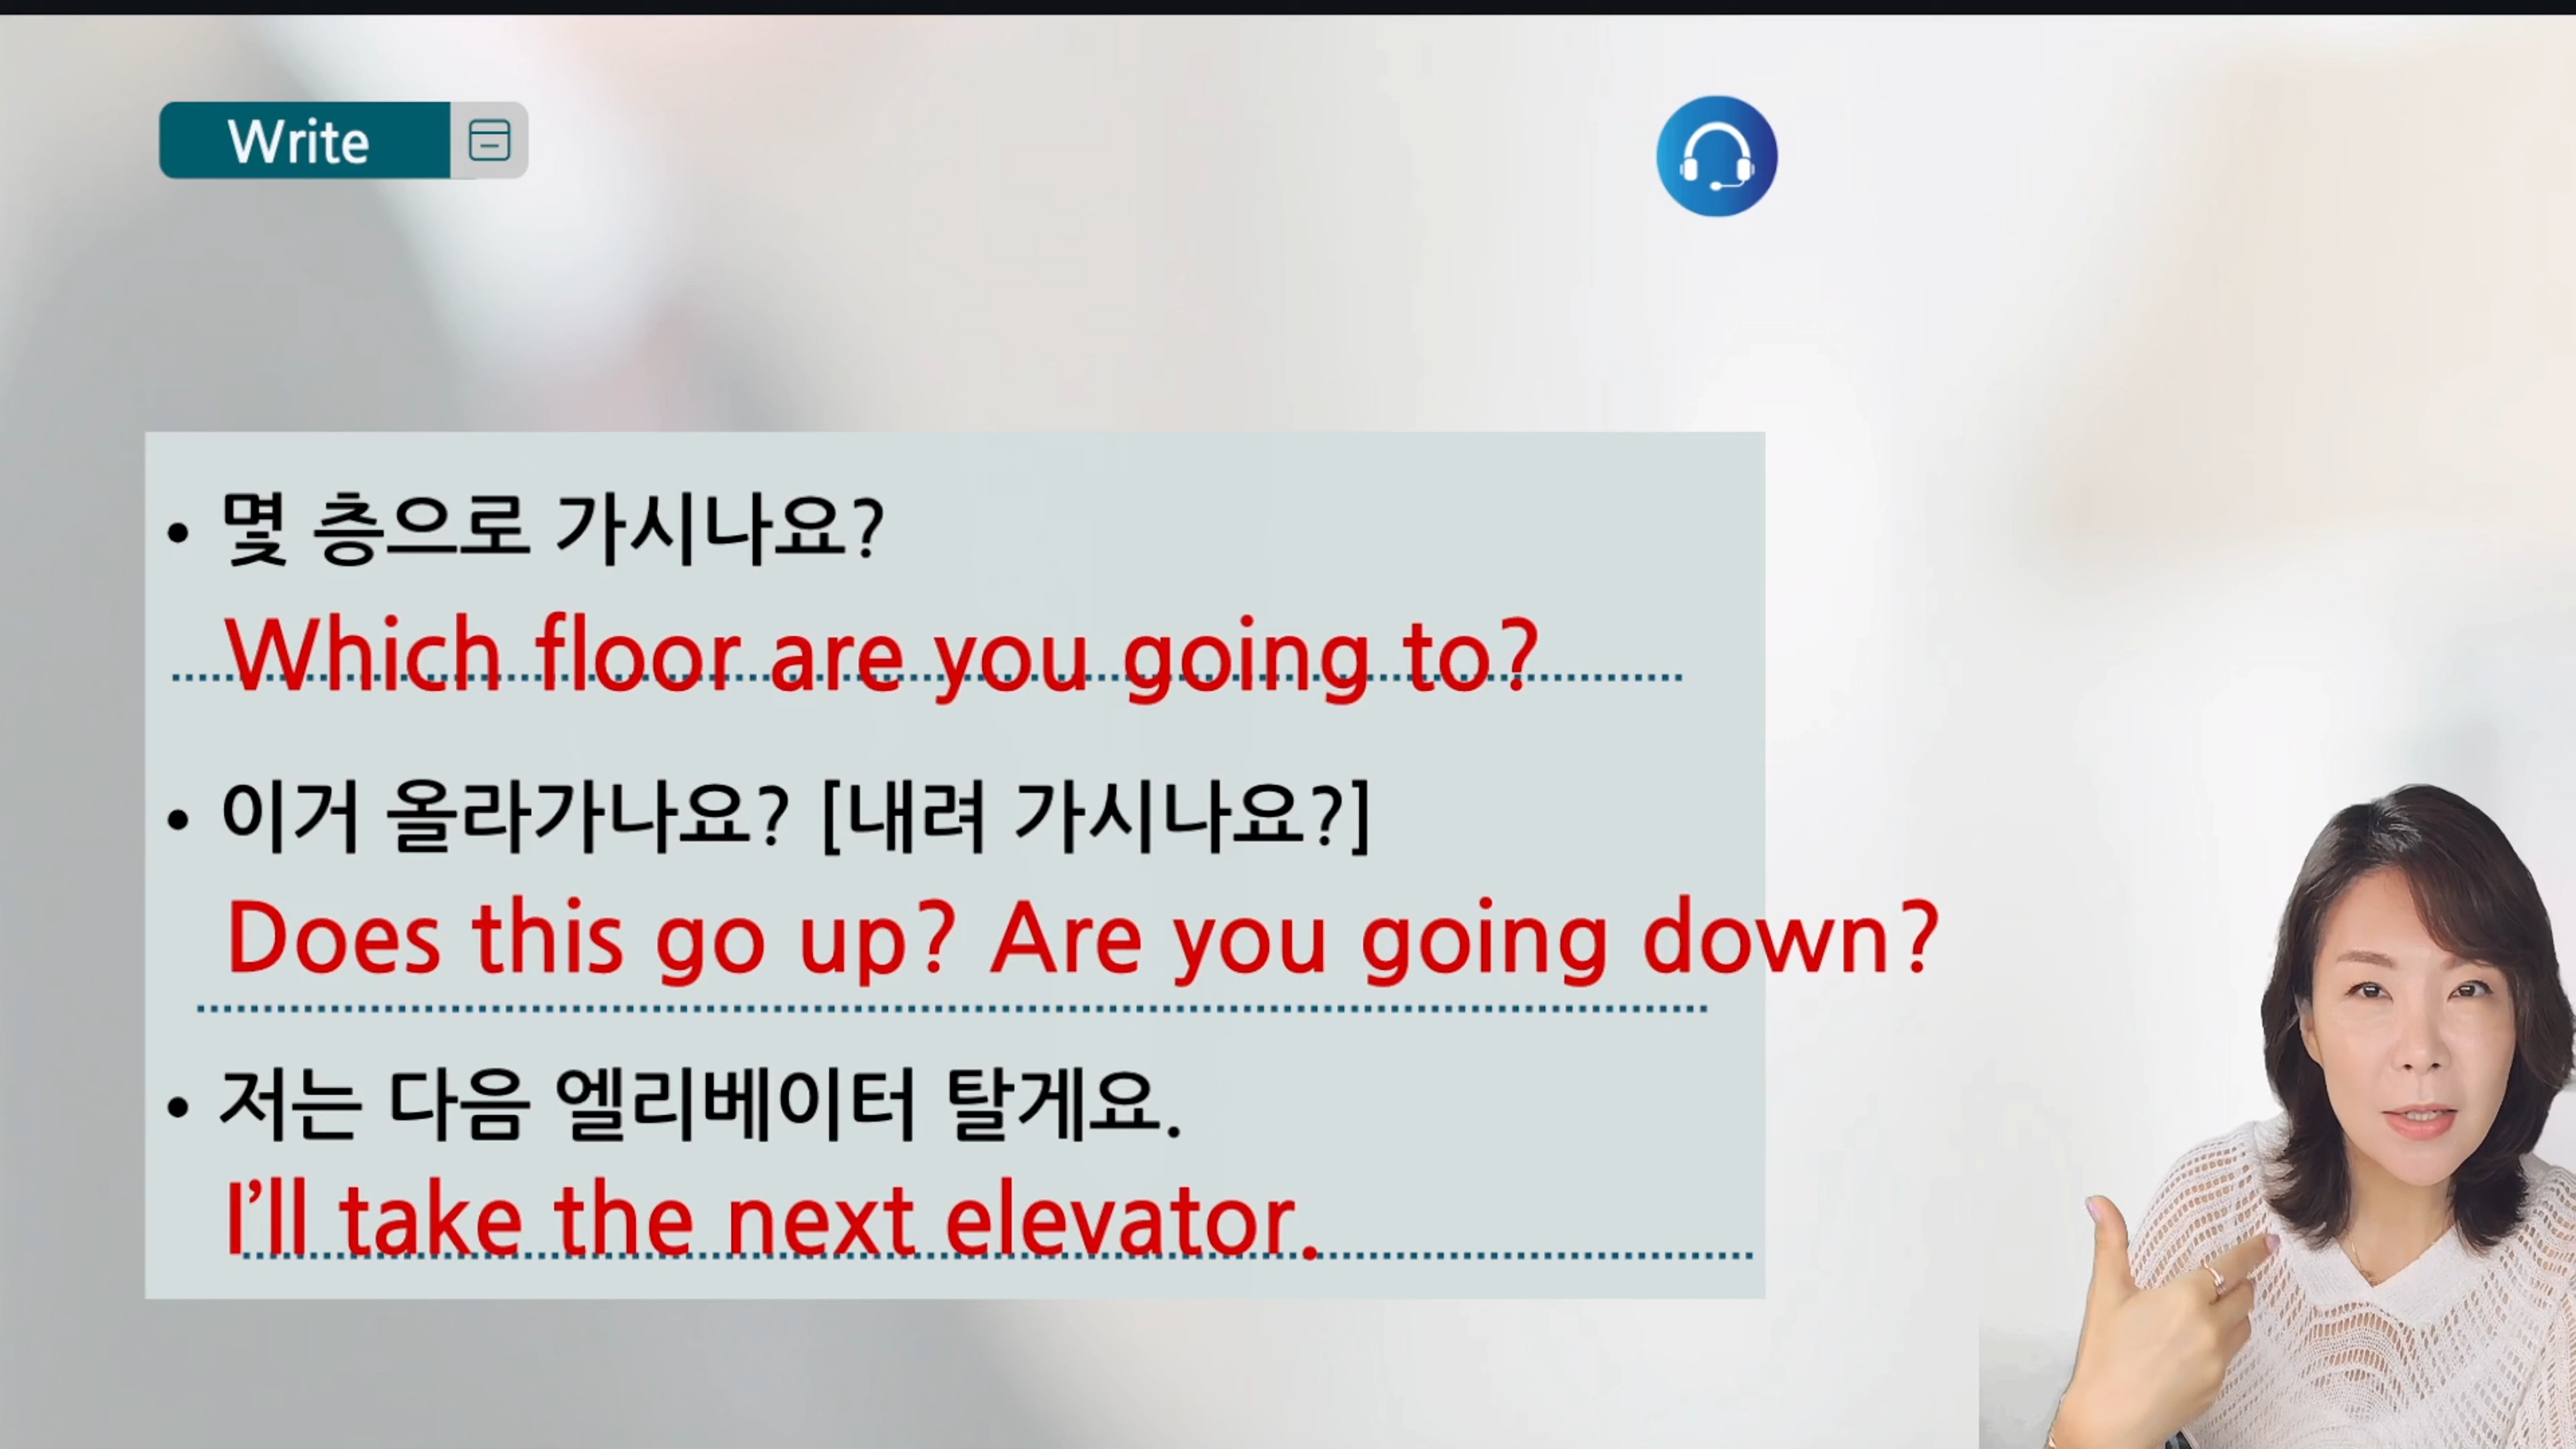 Write
• 몇 층으로 가시나요?
Which floor are you going to?
• 이거 올라가나요? [내려 가시나요?]
Does this go up? Are you going down?
• 저는 다음 엘리베이터 탈게요.
I’ll take the next elevator.